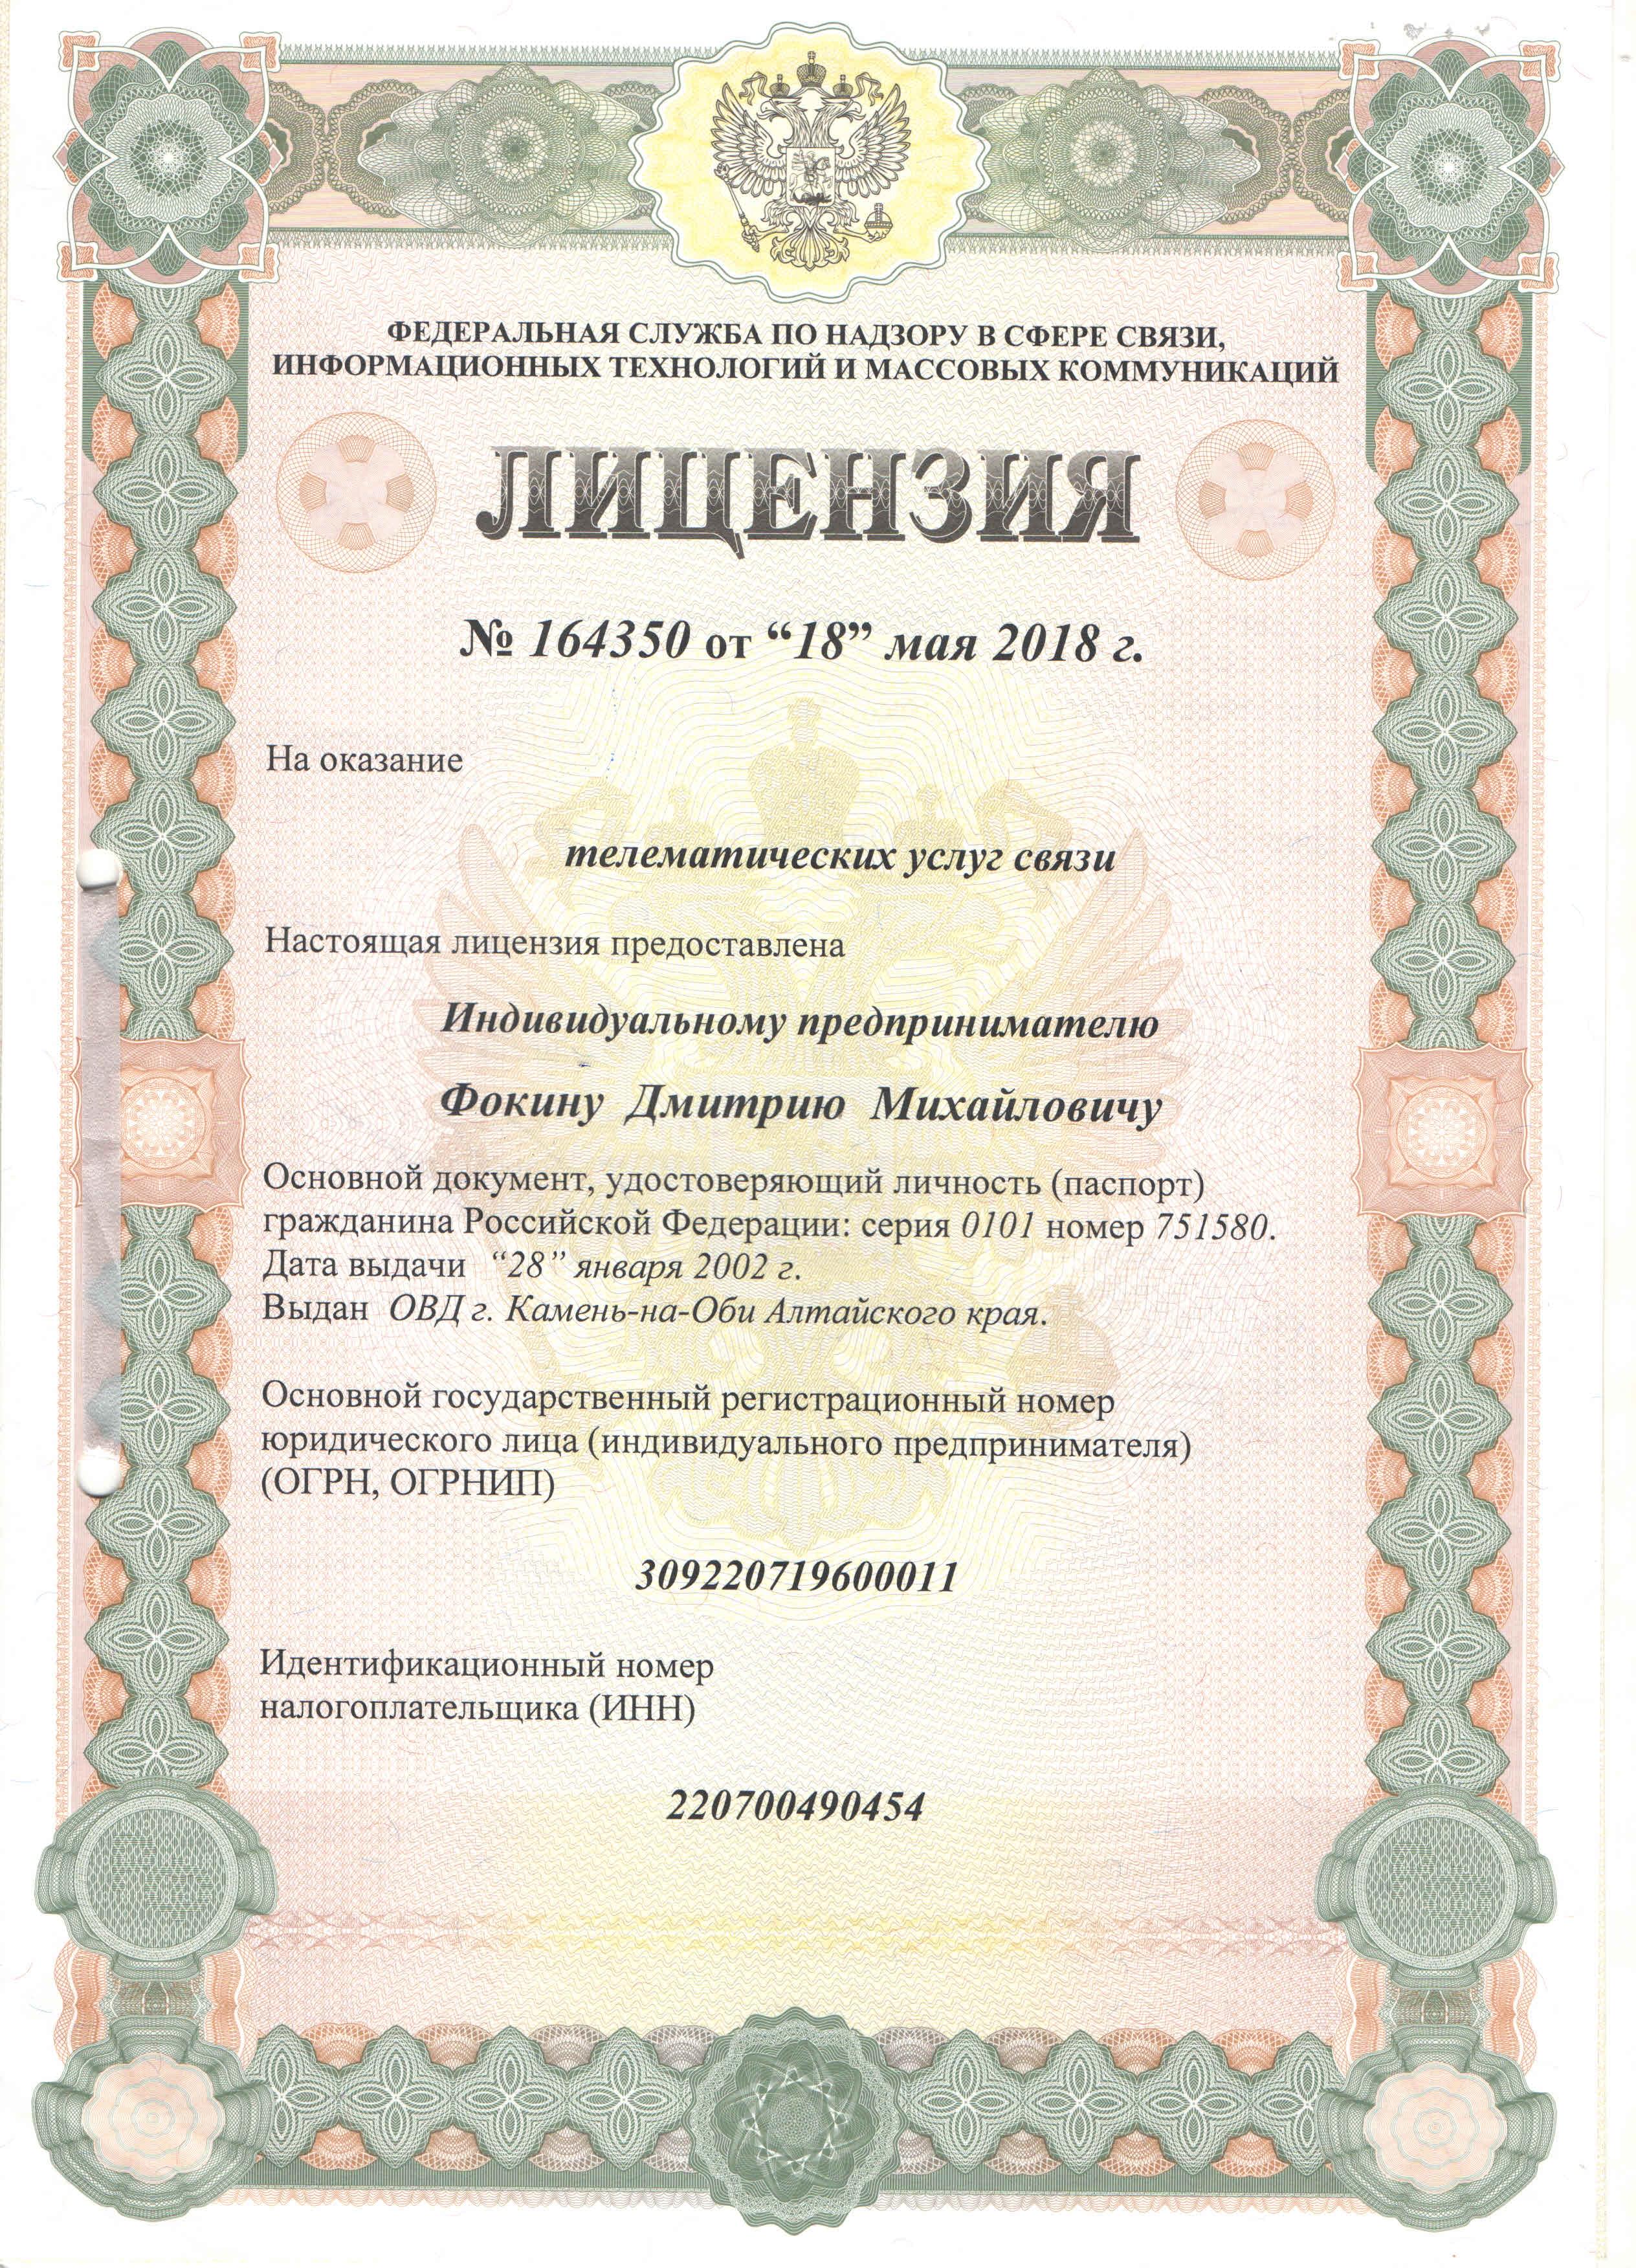 ФЕДЕРАЛЬНАЯ СЛУЖБА ПО НАДЗОРУ В СФЕРЕ СВЯЗИ,
ИНФОРМАЦИОННЫХ ТЕХНОЛОГИЙ И МАССОВЫХ КОММУНИКАЦИЙ
ЛИЦЕНЗИЯ
№ 164350 от “18” мая 2018 г.
На оказание
телематических услуг связи
Настоящая лицензия предоставлена
Индивидуальному предпринимателю
Фокину Дмитрию Михайловичу
Основной документ, удостоверяющий личность (паспорт)
гражданина Российской Федерации: серия 0101 номер 751580.
Дата выдачи “28” января 2002 г.
Выдан ОВД г. Камень-на-Оби Алтайского края.
Основной государственный регистрационный номер
юридического лица (индивидуального предпринимателя)
(ОГРН, ОГРНИП)
309220719600011
Идентификационный номер
налогоплательщика (ИНН)
220700490454